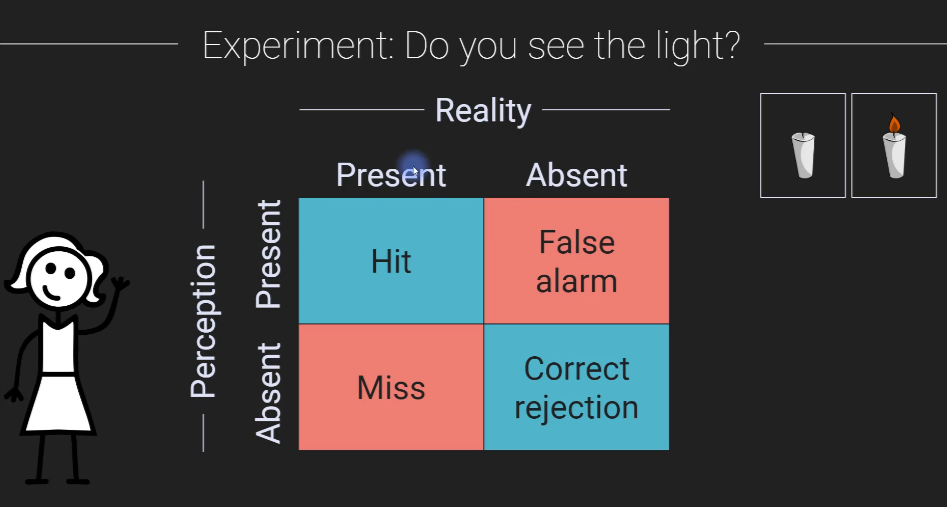 Experiment: Do you see the light?
Reality
Present Absent
Perception
Present
Hit
False
alarm
Absent
Miss
Correct
rejection